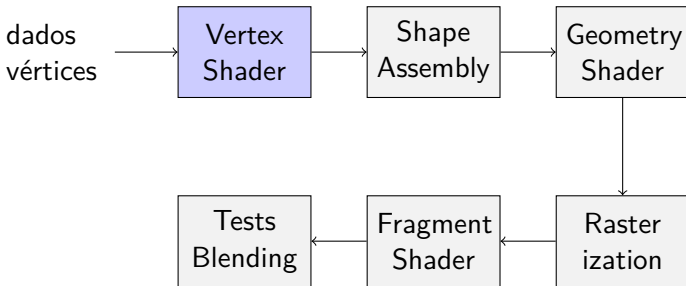 dados
vértices
Vertex
Shader
Shape
Assembly
Geometry
Shader
Tests
Blending
Fragment
Shader
Raster
ization